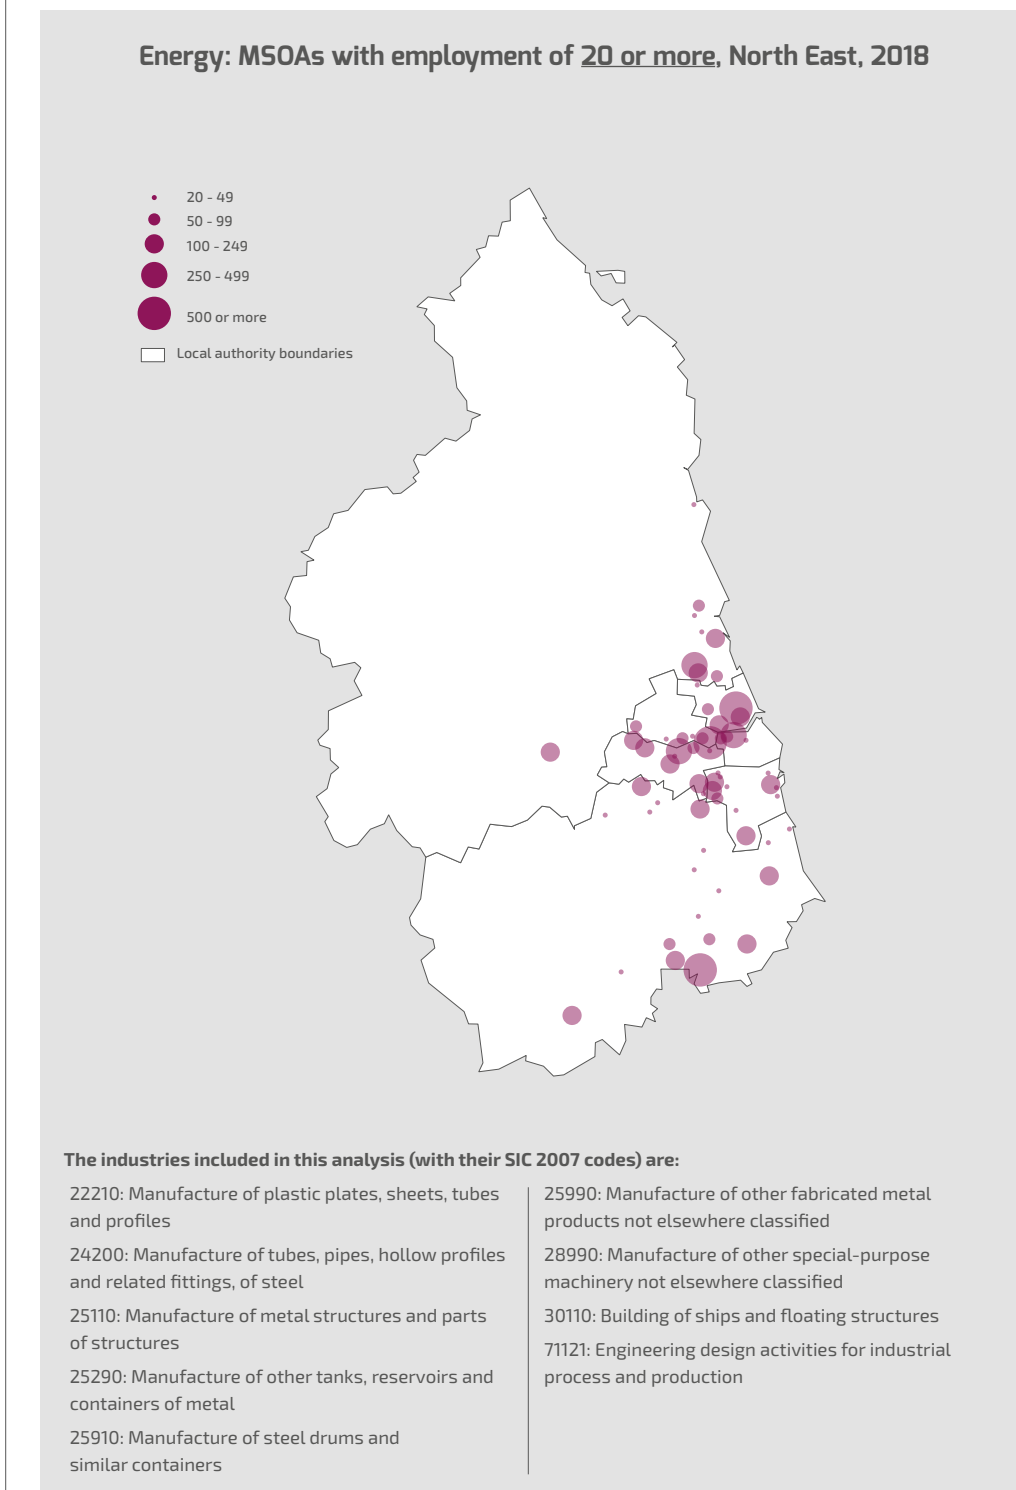 Energy: MSOAs with employment of 20 or more, North East, 2018
20 - 49
50 - 99
100 - 249
250 - 499
500 or more
Local authority boundaries
The industries included in this analysis (with their SIC 2007 codes) are:
22210: Manufacture of plastic plates, sheets, tubes
and profiles
24200: Manufacture of tubes, pipes, hollow profiles
and related fittings, of steel
25110: Manufacture of metal structures and parts
of structures
25290: Manufacture of other tanks, reservoirs and
containers of metal
25910: Manufacture of steel drums and
similar containers
25990: Manufacture of other fabricated metal
products not elsewhere classified
28990: Manufacture of other special-purpose
machinery not elsewhere classified
30110: Building of ships and floating structures
71121: Engineering design activities for industrial
process and production